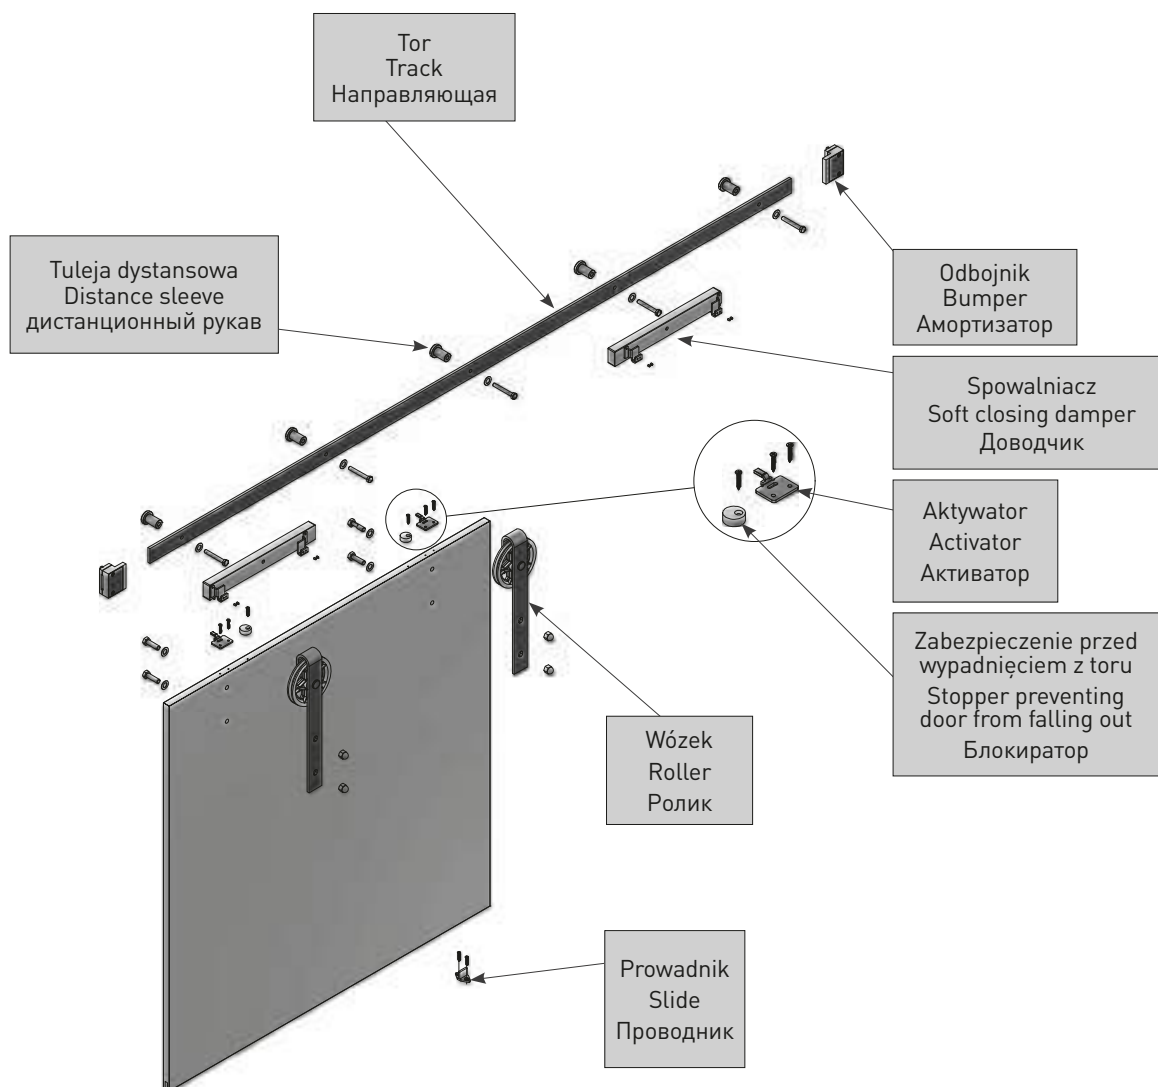 Tor
Track
Направляющая
Tuleja dystansowa
Distance sleeve
дистанционный рукав
Odbojnik
Bumper
Амортизатор
Spowalniacz
Soft closing damper
Доводчик
Aktywator
Activator
Активатор
Zabezpieczenie przed
wypadnięciem z toru
Stopper preventing
door from falling out
Блокиратор
Wózek
Roller
Ролик
Prowadnik
Slide
Проводник